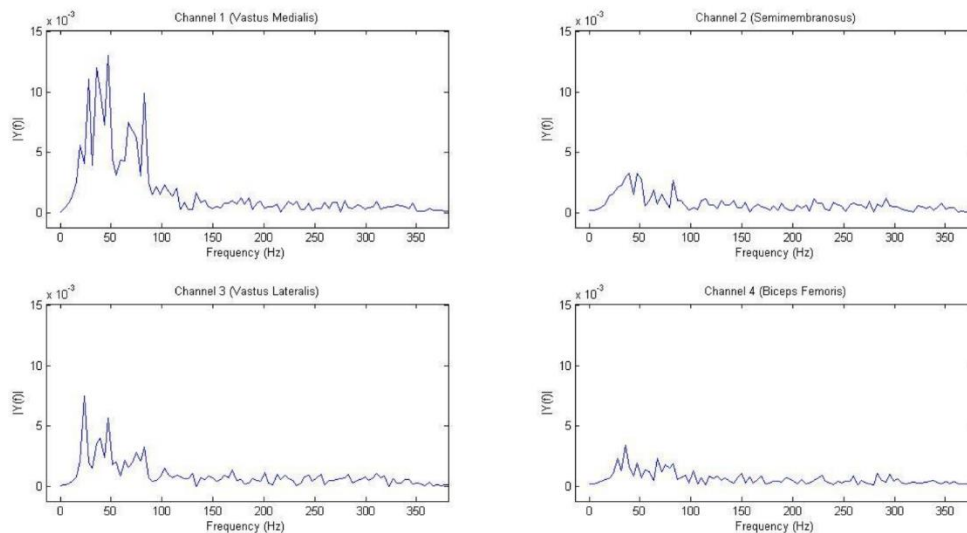 Channel 1 (Vastus Medialis)
x 10⁻³
15
10
5
0
|Y(f)|
0 50 100 150 200 250 300 350
Frequency (Hz)
Channel 2 (Semimembranosus)
x 10⁻³
15
10
5
0
|Y(f)|
0 50 100 150 200 250 300 350
Frequency (Hz)
Channel 3 (Vastus Lateralis)
x 10⁻³
15
10
5
0
|Y(f)|
0 50 100 150 200 250 300 350
Frequency (Hz)
Channel 4 (Biceps Femoris)
x 10⁻³
15
10
5
0
|Y(f)|
0 50 100 150 200 250 300 350
Frequency (Hz)